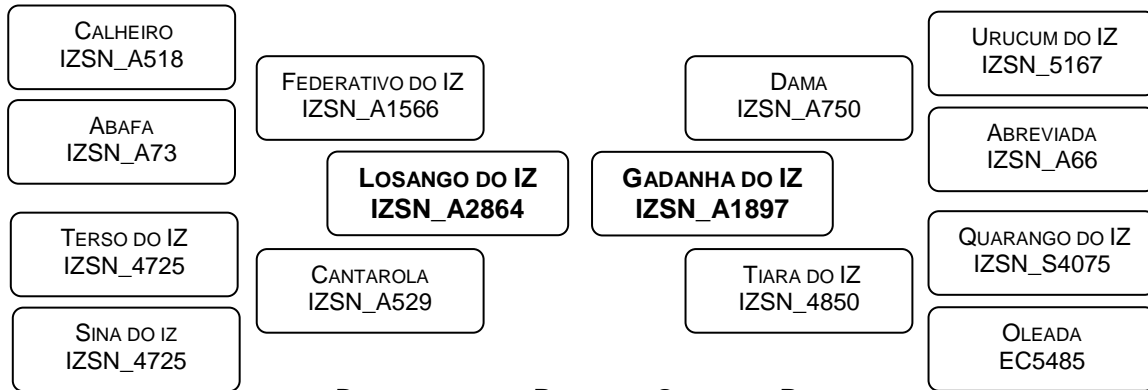 CALHEIRO
IZSN_A518
ABAFA
IZSN_A73
TERSO DO IZ
IZSN_4725
SINA DO IZ
IZSN_4725
FEDERATIVO DO IZ
IZSN_A1566
CANTAROLA
IZSN_A529
LOSANGO DO IZ
IZSN_A2864
GADANHA DO IZ
IZSN_A1897
DAMA
IZSN_A750
TIARA DO IZ
IZSN_4850
URUCUM DO IZ
IZSN_5167
ABREVIADA
IZSN_A66
QUARANGO DO IZ
IZSN_S4075
OLEADA
EC5485